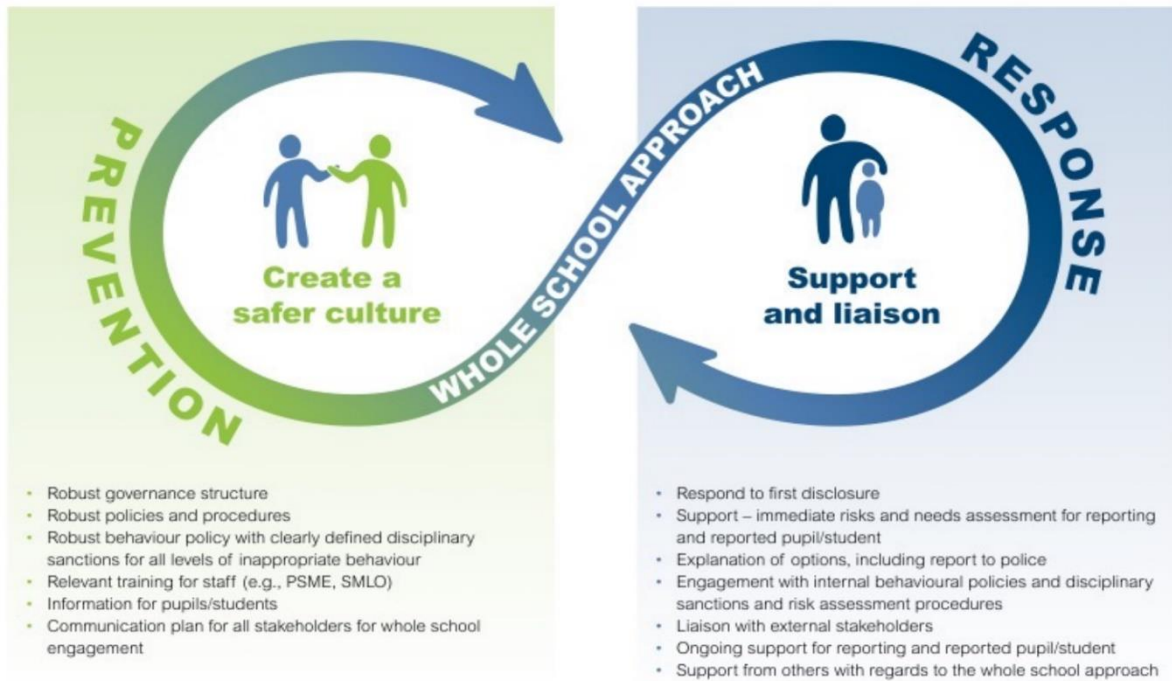 PREVENTION
Create a
safer culture
WHOLE SCHOOL APPROACH
RESPONSE
Support
and liaison
• Robust governance structure
• Robust policies and procedures
• Robust behaviour policy with clearly defined disciplinary
sanctions for all levels of inappropriate behaviour
• Relevant training for staff (e.g., PSME, SMLO)
• Information for pupils/students
• Communication plan for all stakeholders for whole school
engagement
• Respond to first disclosure
• Support – immediate risks and needs assessment for reporting
and reported pupil/student
• Explanation of options, including report to police
• Engagement with internal behavioural policies and disciplinary
sanctions and risk assessment procedures
• Liaison with external stakeholders
• Ongoing support for reporting and reported pupil/student
• Support from others with regards to the whole school approach